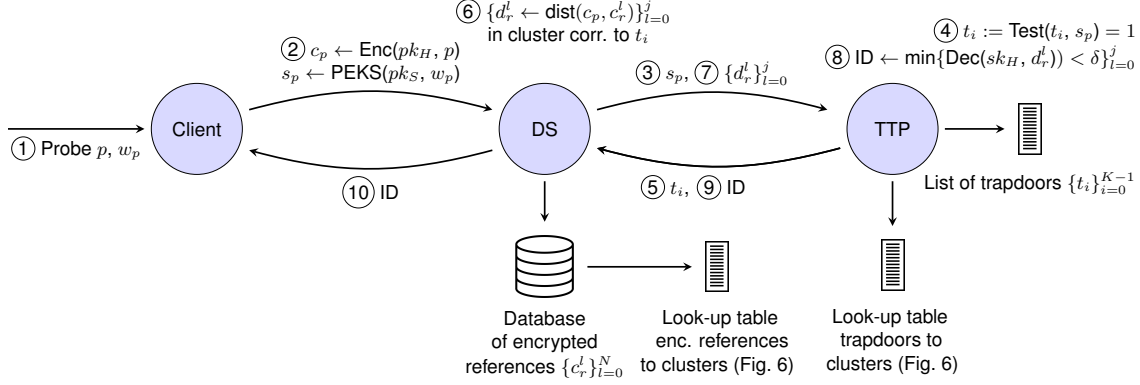 ⑥ {d_r^l ← dist(c_p, c_r^l)}_{l=0}^j
in cluster corr. to t_i
④ t_i := Test(t_i, s_p) = 1
⑧ ID ← min{Dec(sk_H, d_r^l)) < δ}_{l=0}^j
② c_p ← Enc(pk_H, p)
s_p ← PEKS(pk_S, w_p)
③ s_p, ⑦ {d_r^l}_{l=0}^j
Client
DS
TTP
① Probe p, w_p
⑩ ID
⑤ t_i, ⑨ ID
List of trapdoors {t_i}_{i=0}^{K-1}
Database
of encrypted
references {c_r^l}_{l=0}^N
Look-up table
enc. references
to clusters (Fig. 6)
Look-up table
trapdoors to
clusters (Fig. 6)